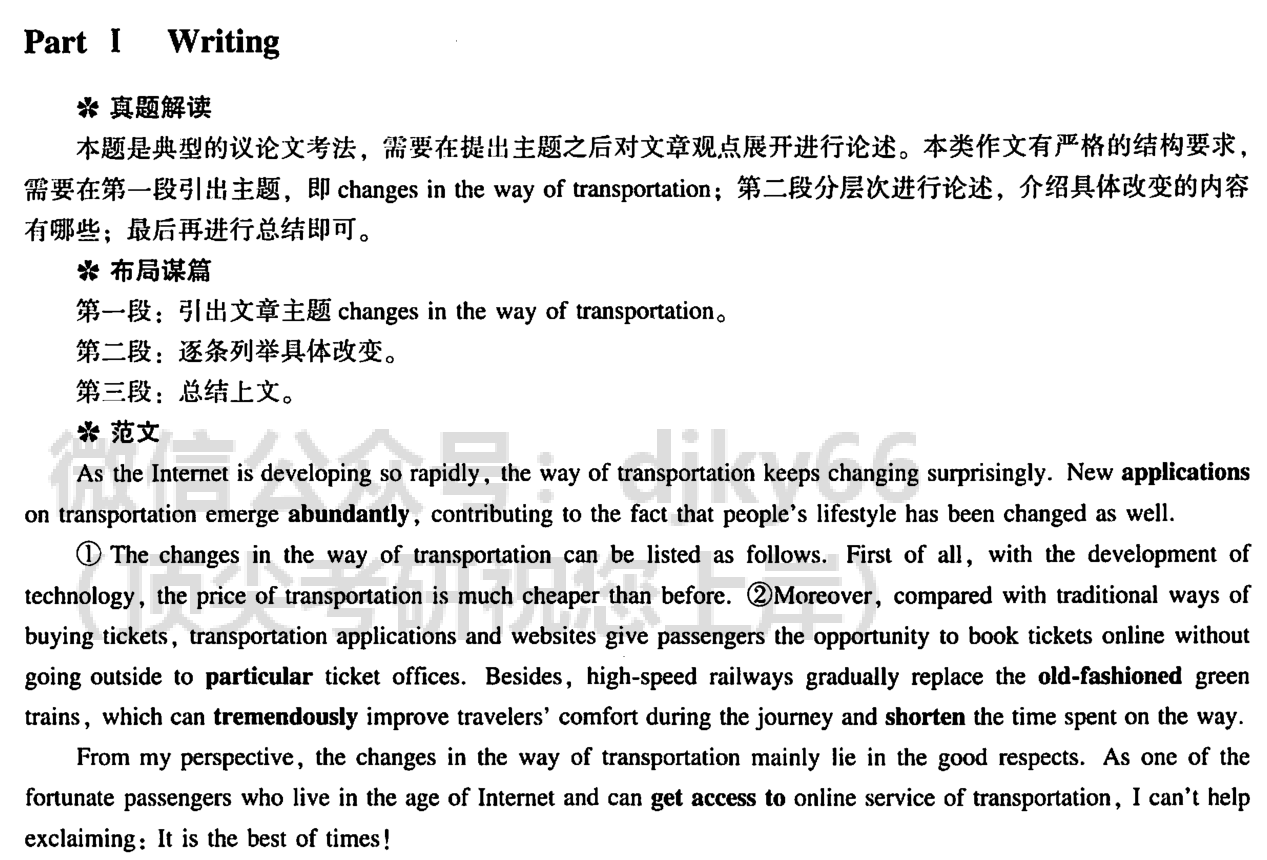 Part Ⅰ Writing
✽ 真题解读
本题是典型的议论文考法，需要在提出主题之后对文章观点展开进行论述。本类作文有严格的结构要求，
需要在第一段引出主题，即 changes in the way of transportation；第二段分层次进行论述，介绍具体改变的内容
有哪些；最后再进行总结即可。
✽ 布局谋篇
第一段：引出文章主题 changes in the way of transportation。
第二段：逐条列举具体改变。
第三段：总结上文。
✽ 范文
微信公众号：djky66
As the Internet is developing so rapidly, the way of transportation keeps changing surprisingly. New applications
on transportation emerge abundantly, contributing to the fact that people's lifestyle has been changed as well.
① The changes in the way of transportation can be listed as follows. First of all, with the development of
（顶尖考研祝您上岸）
technology, the price of transportation is much cheaper than before. ②Moreover, compared with traditional ways of
buying tickets, transportation applications and websites give passengers the opportunity to book tickets online without
going outside to particular ticket offices. Besides, high-speed railways gradually replace the old-fashioned green
trains, which can tremendously improve travelers' comfort during the journey and shorten the time spent on the way.
From my perspective, the changes in the way of transportation mainly lie in the good respects. As one of the
fortunate passengers who live in the age of Internet and can get access to online service of transportation, I can't help
exclaiming: It is the best of times!